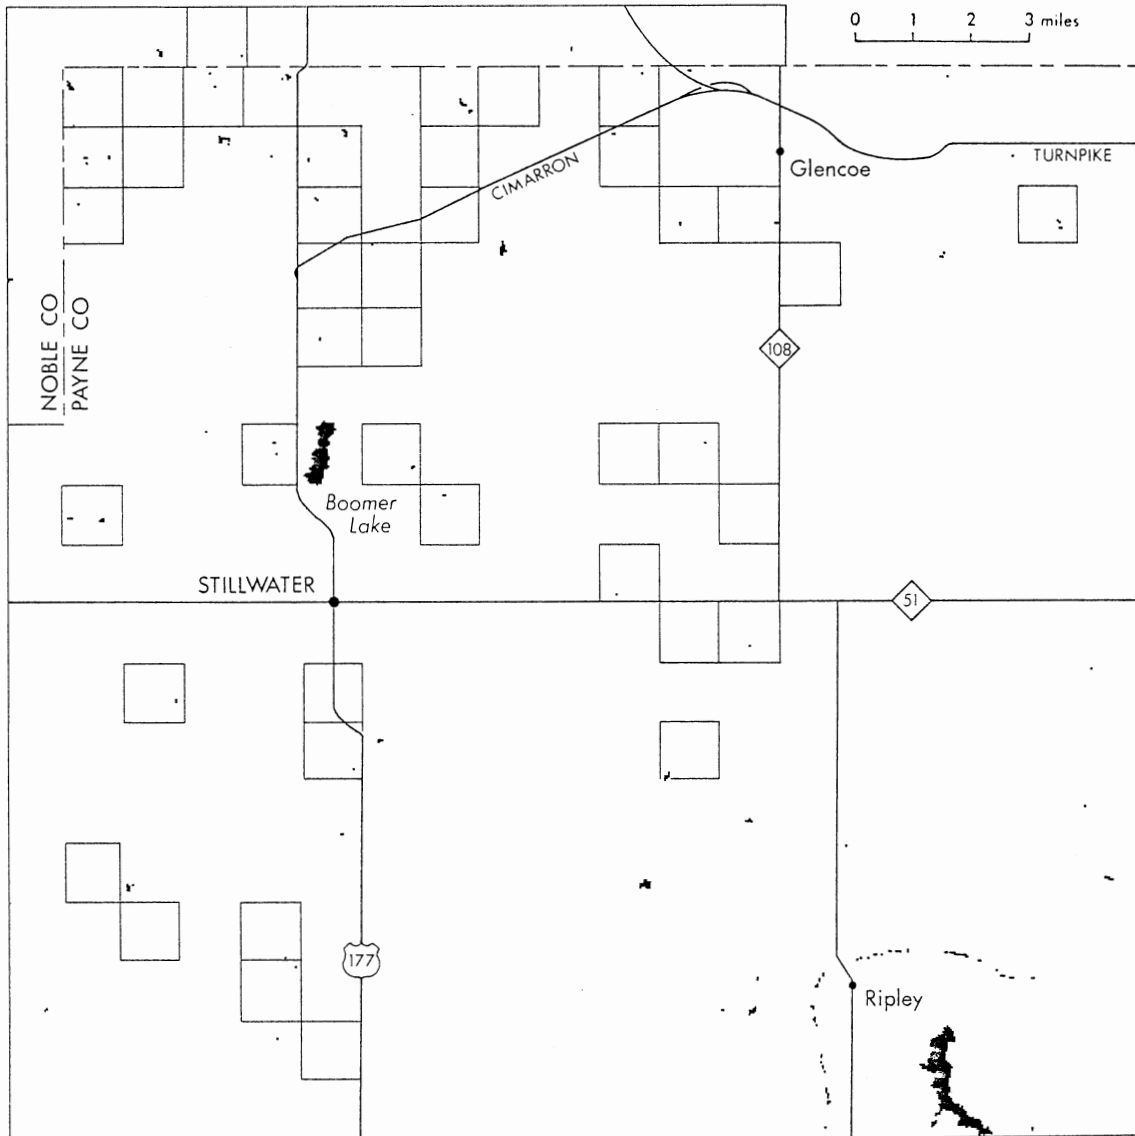 0 1 2 3 miles
CIMARRON
TURNPIKE
Glencoe
NOBLE CO
PAYNE CO
108
Boomer
Lake
STILLWATER
51
177
Ripley